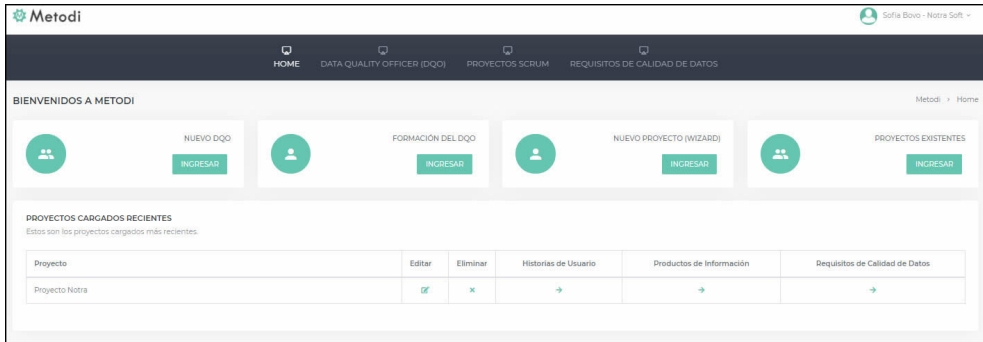 Metodi
Sofia Bovo - Notra Soft
HOME DATA QUALITY OFFICER (DQO) PROYECTOS SCRUM REQUISITOS DE CALIDAD DE DATOS
BIENVENIDOS A METODI
Metodi > Home
NUEVO DQO
INGRESAR
FORMACIÓN DEL DQO
INGRESAR
NUEVO PROYECTO (WIZARD)
INGRESAR
PROYECTOS EXISTENTES
INGRESAR
PROYECTOS CARGADOS RECIENTES
Estos son los proyectos cargados más recientes.
Proyecto Editar Eliminar Historias de Usuario Productos de Información Requisitos de Calidad de Datos
Proyecto Notra